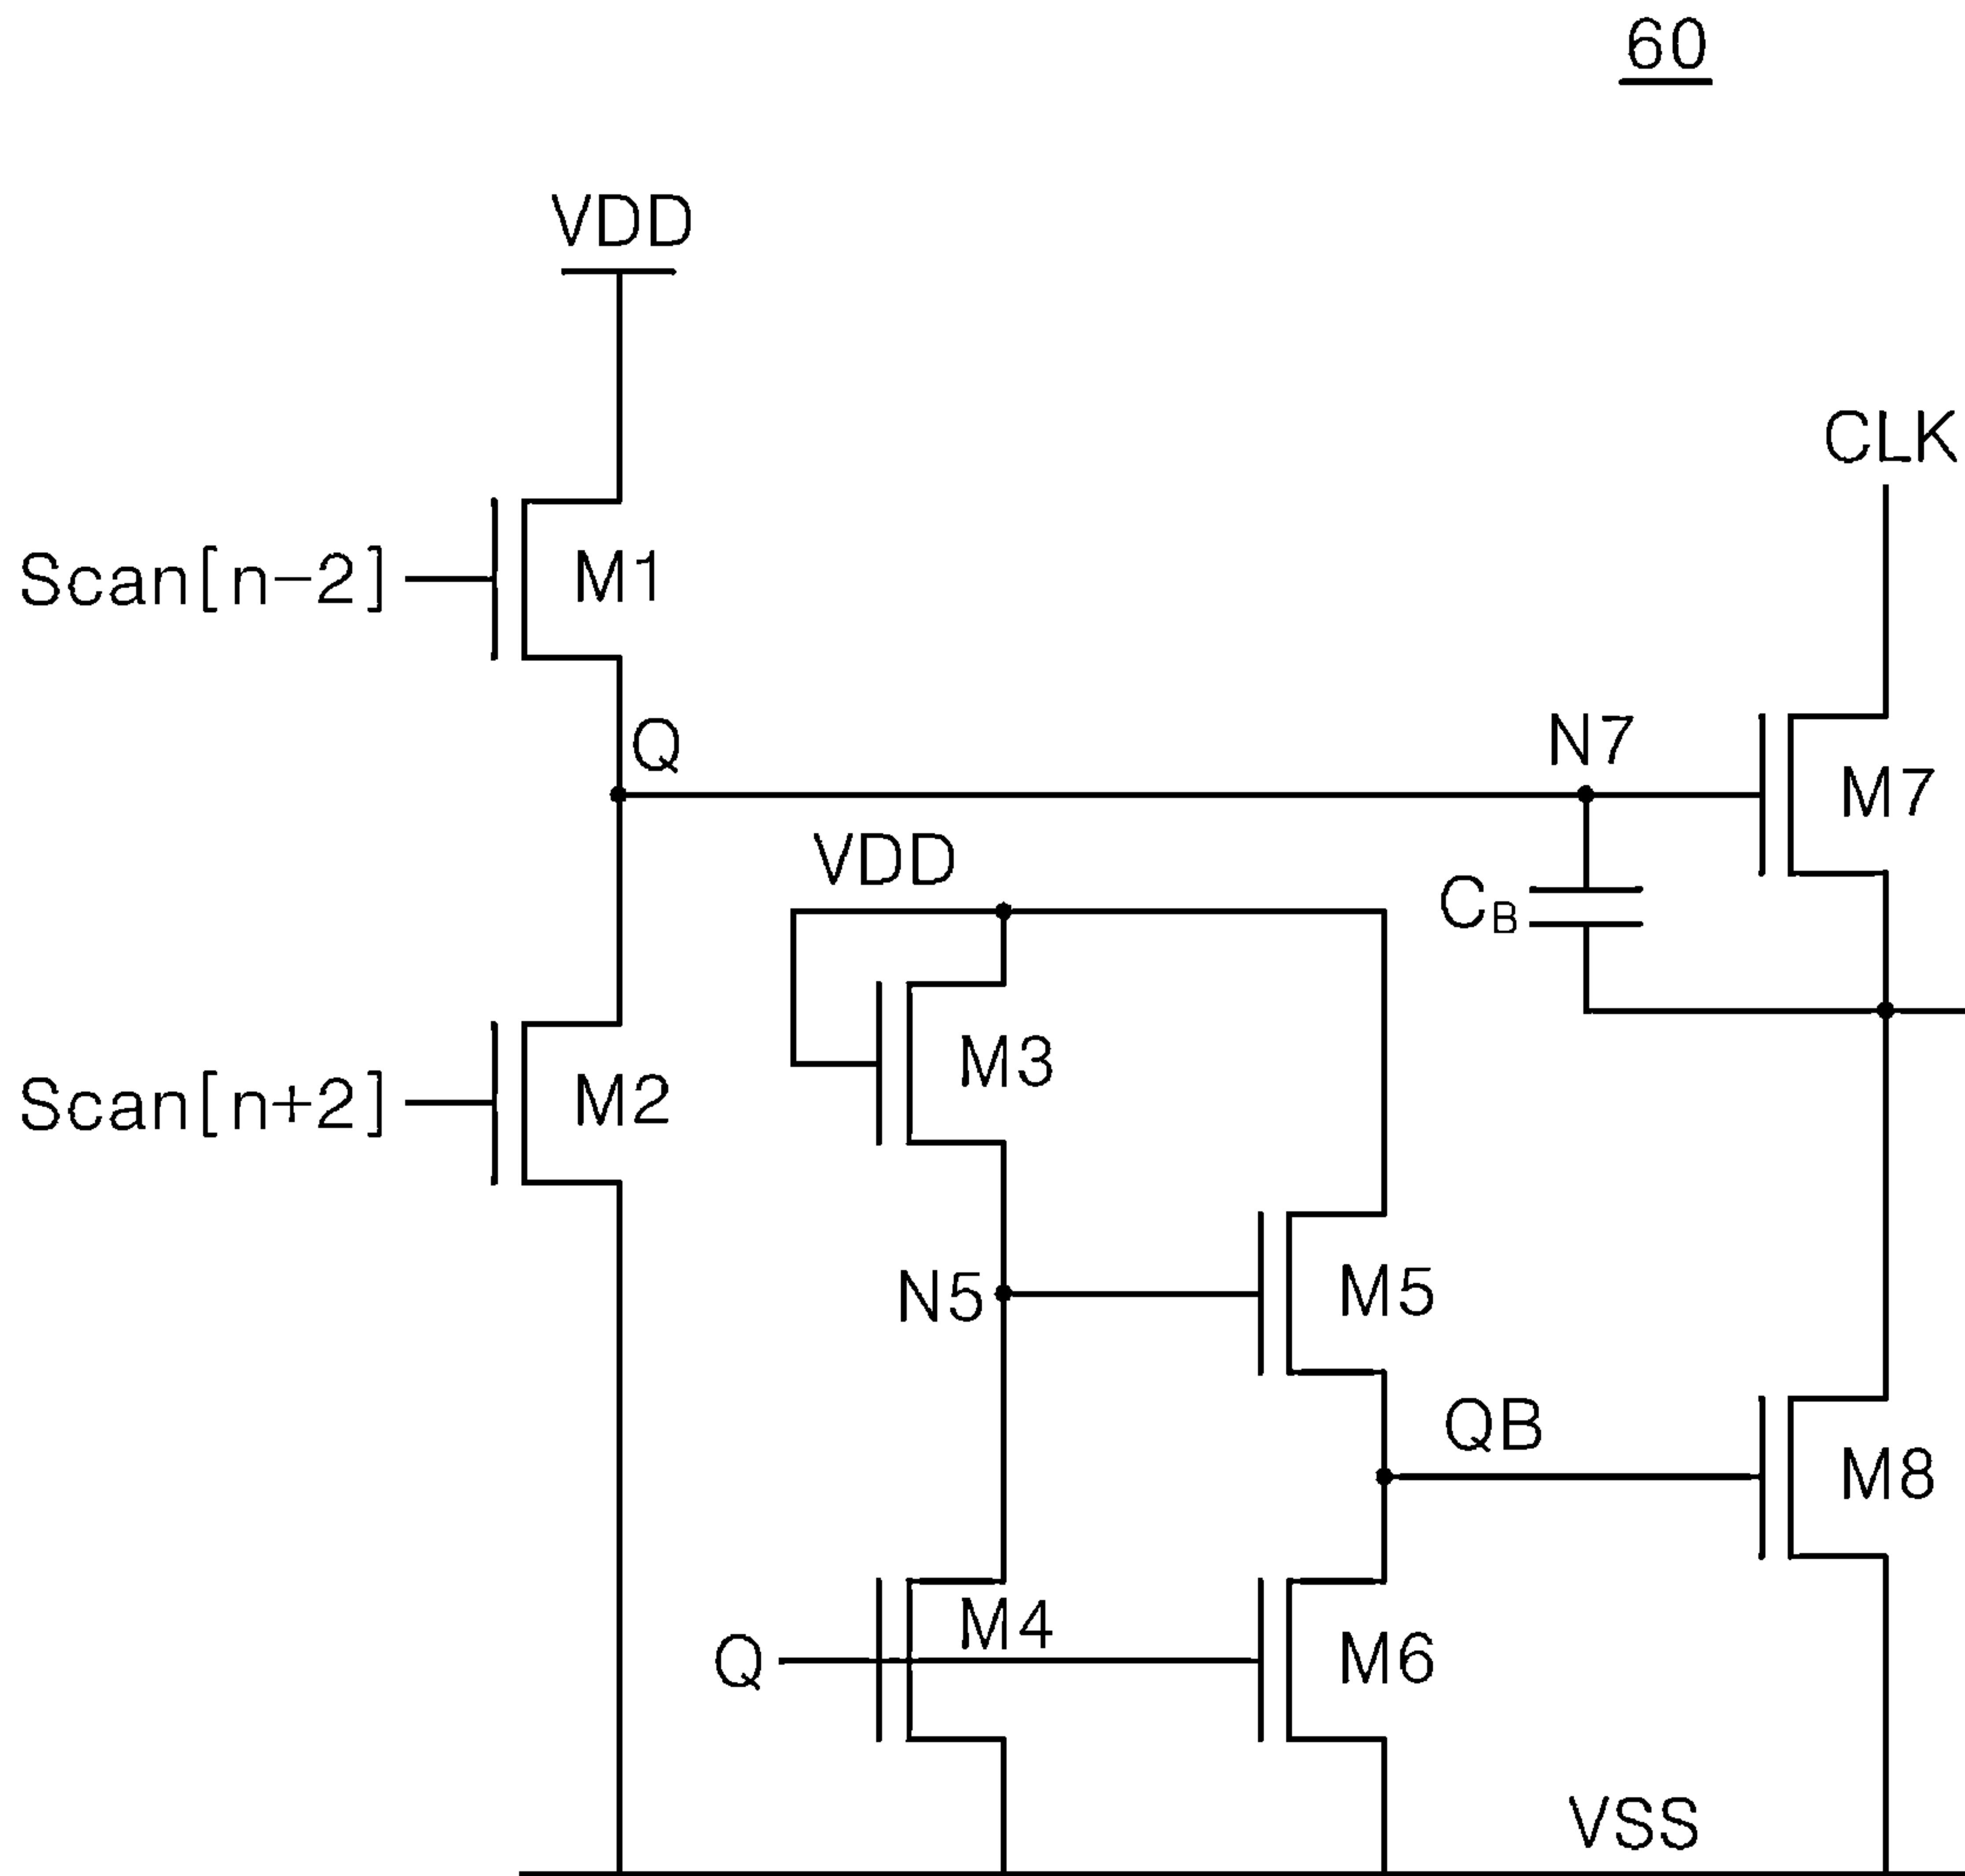 60
VDD
CLK
Scan[n-2]
M1
Q
N7
M7
VDD
CB
M3
Scan[n+2]
M2
N5
M5
QB
M8
M4
Q
M6
VSS